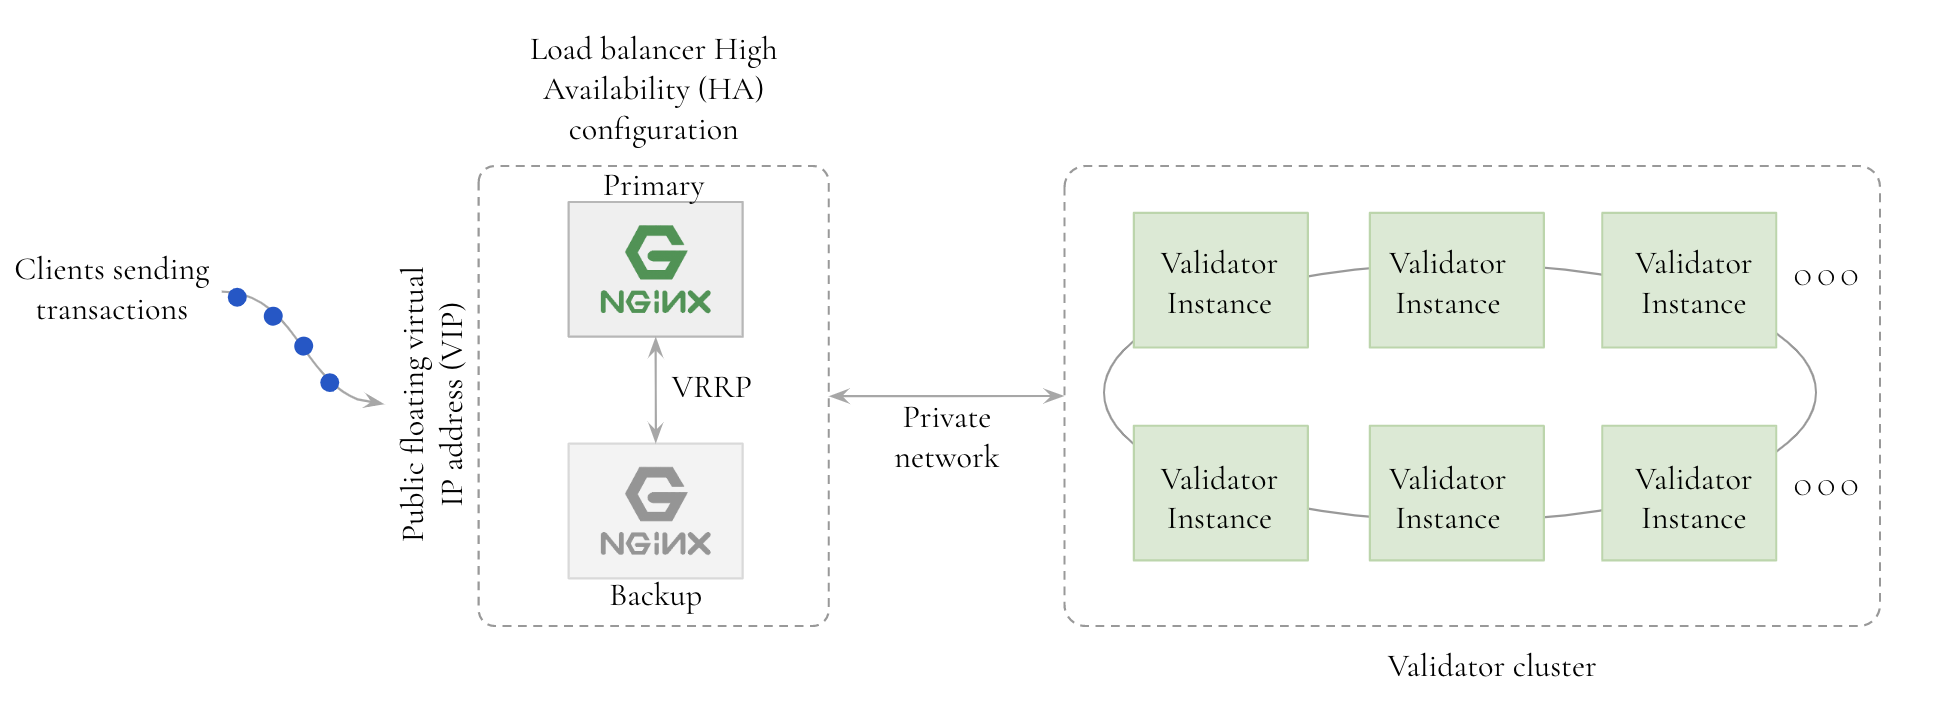 Load balancer High
Availability (HA)
configuration
Clients sending
transactions
Public floating virtual
IP address (VIP)
Primary
NGiNX
VRRP
NGiNX
Backup
Private
network
Validator
Instance
Validator
Instance
Validator
Instance
ooo
Validator
Instance
Validator
Instance
Validator
Instance
ooo
Validator cluster